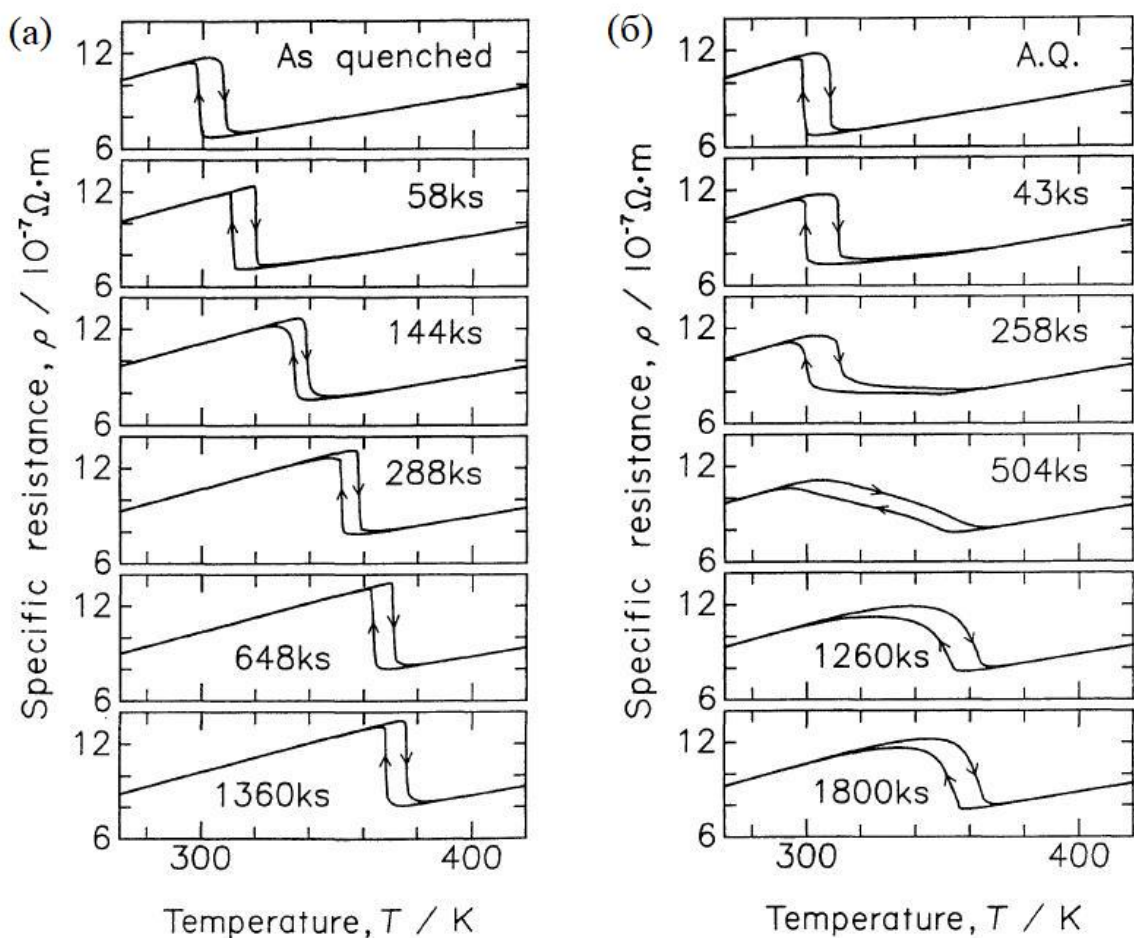 (а)
Specific resistance, ρ / 10⁻⁷Ω·m
12
6
As quenched
12
6
58ks
12
6
144ks
12
6
288ks
12
6
648ks
12
6
1360ks
300
400
Temperature, T / K
(б)
Specific resistance, ρ / 10⁻⁷Ω·m
12
6
A.Q.
12
6
43ks
12
6
258ks
12
6
504ks
12
6
1260ks
12
6
1800ks
300
400
Temperature, T / K